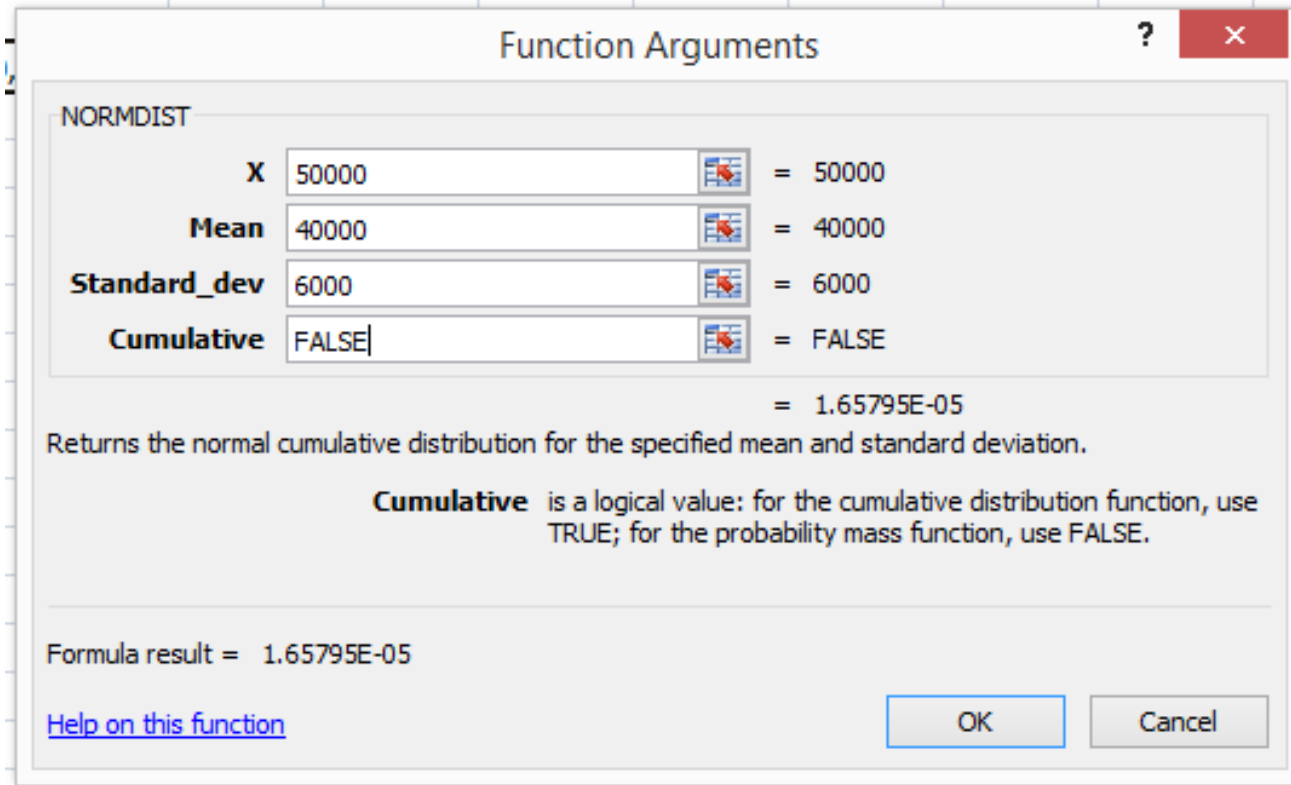 Function Arguments ? ×
NORMDIST
X 50000 = 50000
Mean 40000 = 40000
Standard_dev 6000 = 6000
Cumulative FALSE = FALSE
= 1.65795E-05
Returns the normal cumulative distribution for the specified mean and standard deviation.
Cumulative is a logical value: for the cumulative distribution function, use
TRUE; for the probability mass function, use FALSE.
Formula result = 1.65795E-05
Help on this function OK Cancel